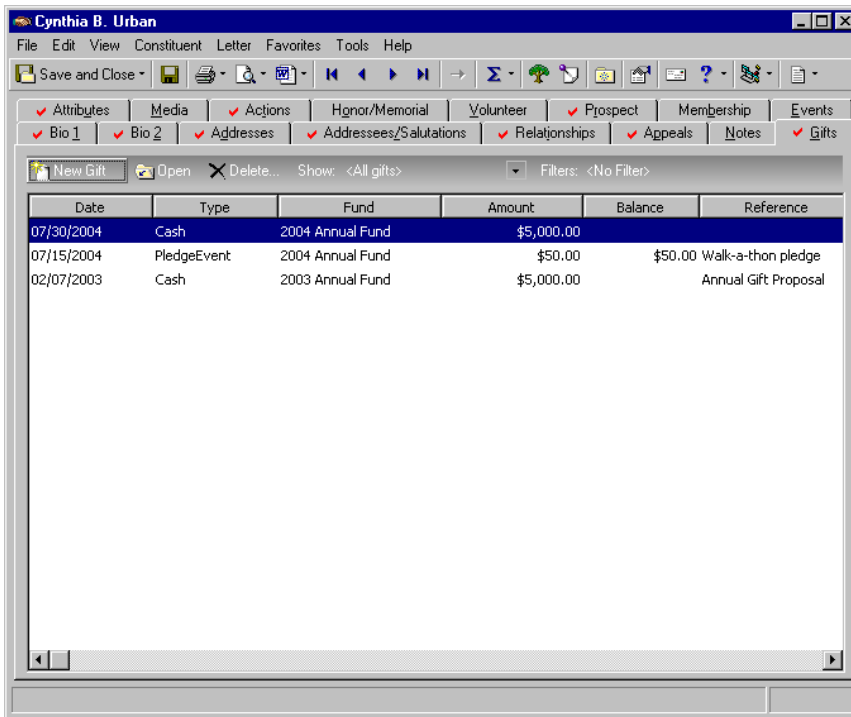 Cynthia B. Urban
File Edit View Constituent Letter Favorites Tools Help
Save and Close
Attributes Media Actions Honor/Memorial Volunteer Prospect Membership Events
Bio 1 Bio 2 Addresses Addressees/Salutations Relationships Appeals Notes Gifts
New Gift Open Delete... Show: <All gifts> Filters: <No Filter>
Date Type Fund Amount Balance Reference
07/30/2004 Cash 2004 Annual Fund $5,000.00
07/15/2004 PledgeEvent 2004 Annual Fund $50.00 $50.00 Walk-a-thon pledge
02/07/2003 Cash 2003 Annual Fund $5,000.00 Annual Gift Proposal